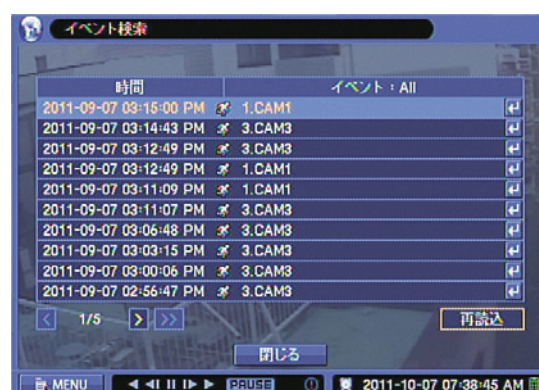 イベント検索
時間 イベント : All
2011-09-07 03:15:00 PM 1.CAM1
2011-09-07 03:14:43 PM 3.CAM3
2011-09-07 03:12:49 PM 3.CAM3
2011-09-07 03:12:49 PM 1.CAM1
2011-09-07 03:11:09 PM 1.CAM1
2011-09-07 03:11:07 PM 3.CAM3
2011-09-07 03:06:48 PM 3.CAM3
2011-09-07 03:03:15 PM 3.CAM3
2011-09-07 03:00:06 PM 3.CAM3
2011-09-07 02:56:47 PM 3.CAM3
1/5 再読込
閉じる
MENU PAUSE 2011-10-07 07:38:45 AM